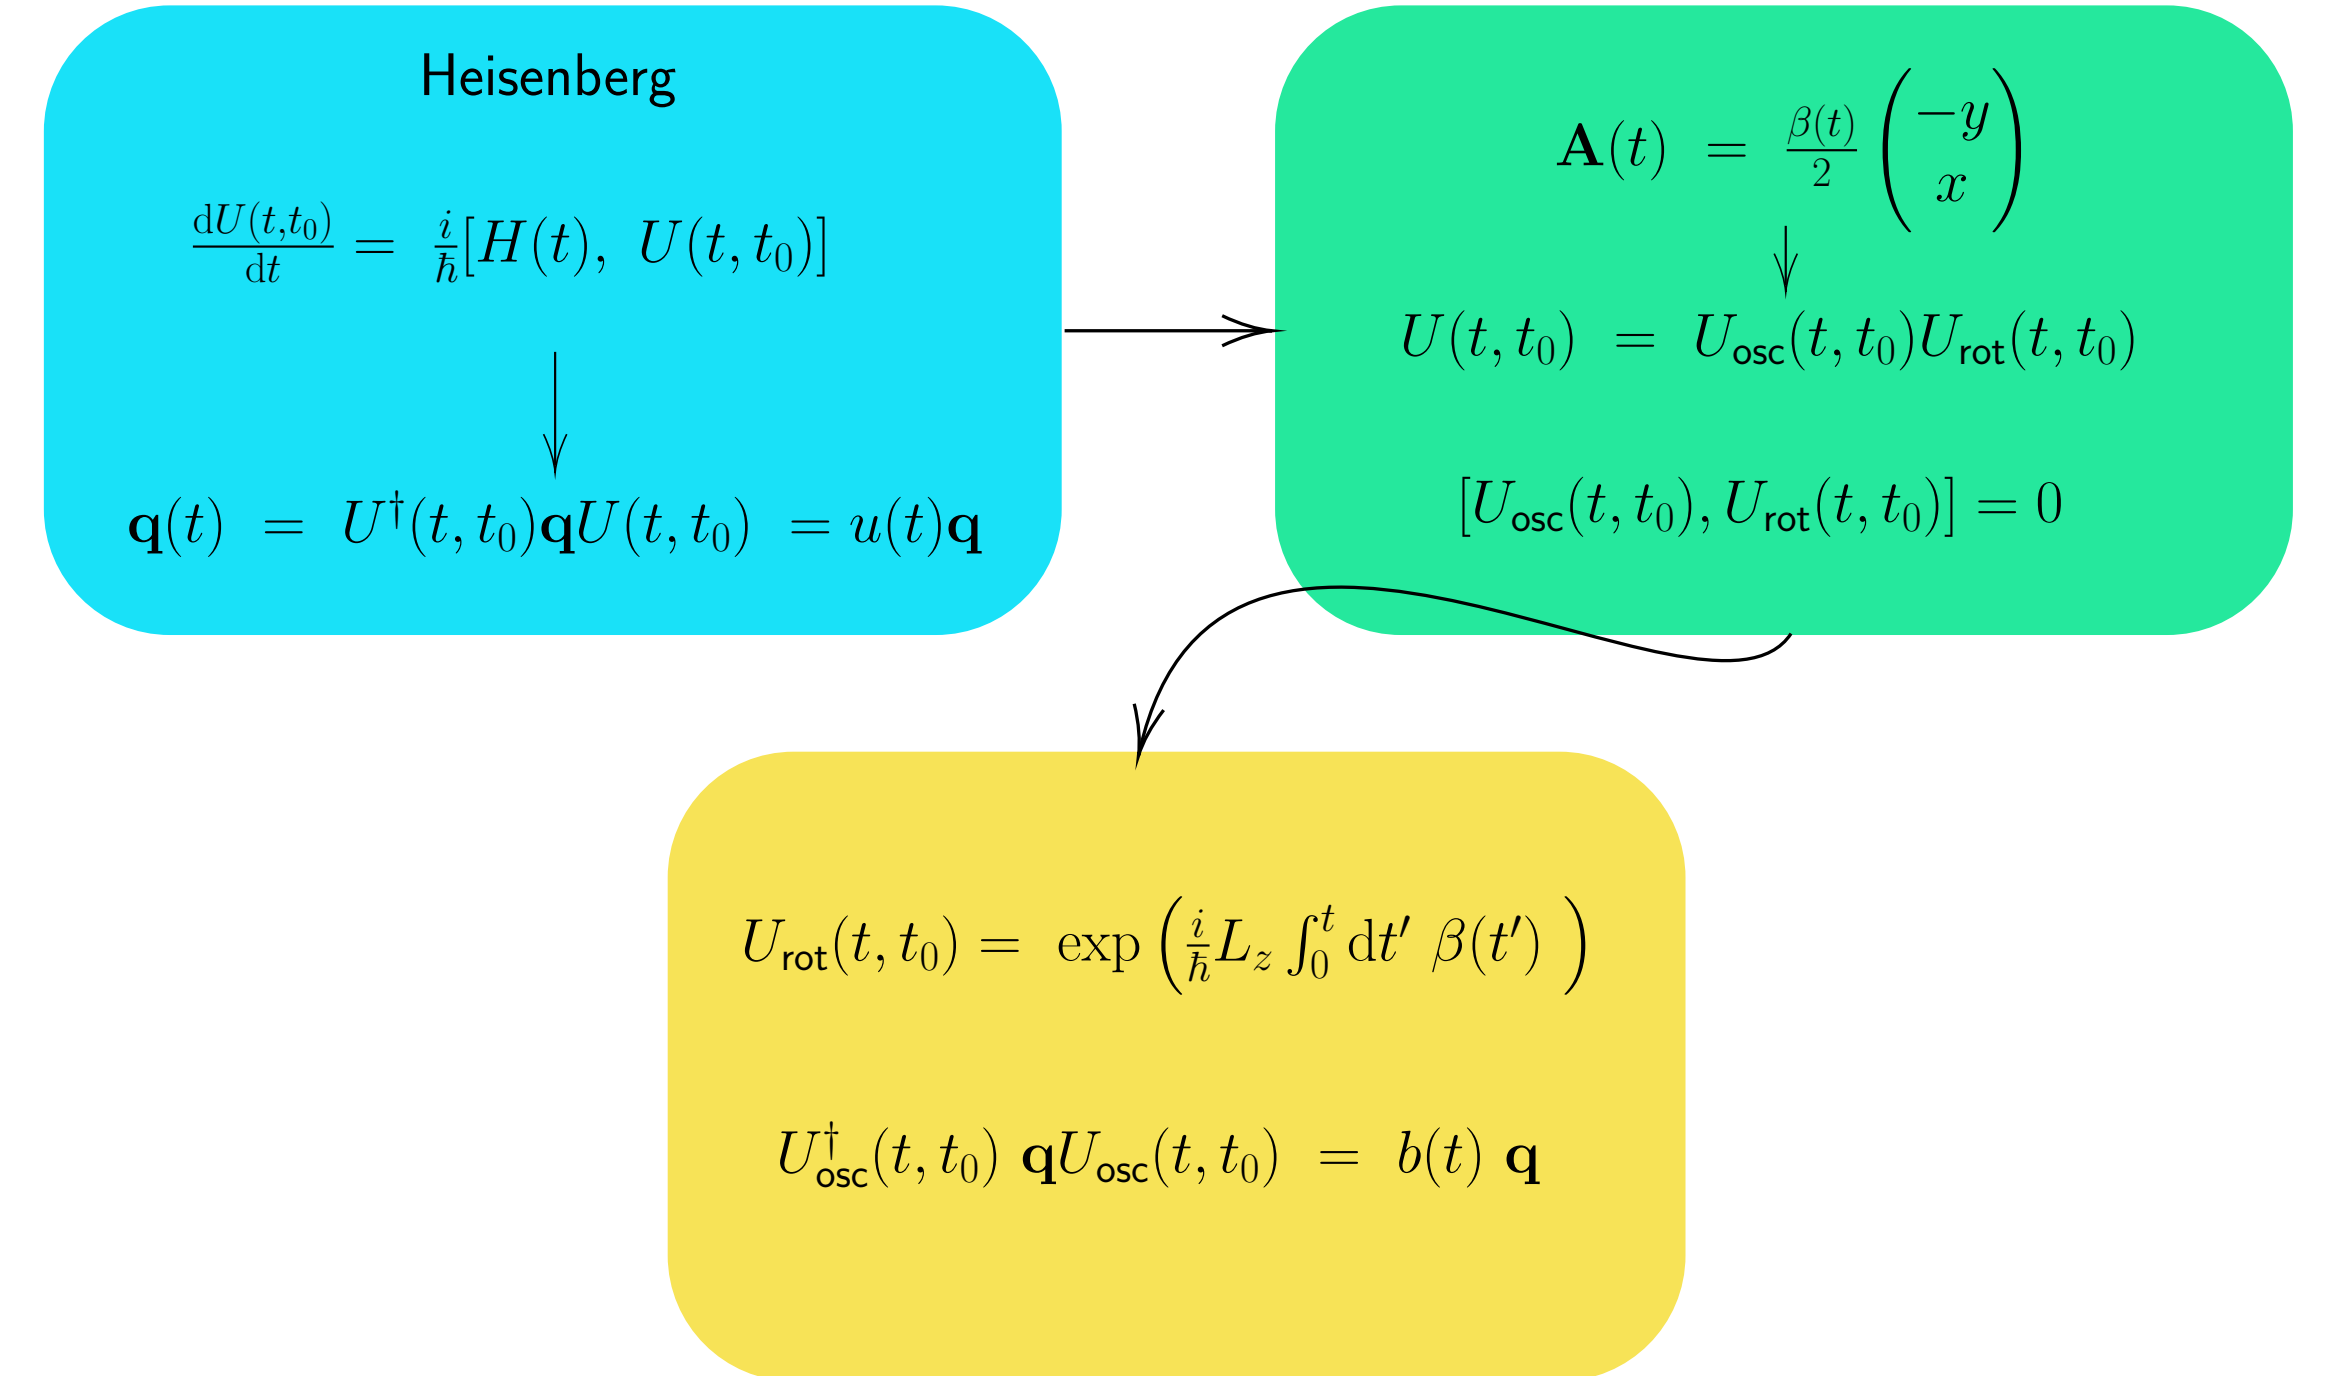 Heisenberg
dU(t,t₀)/dt = i/ħ[H(t), U(t,t₀)]
𝐪(t) = U†(t,t₀)𝐪U(t,t₀) = u(t)𝐪
𝐀(t) = β(t)/2 (−y x)
U(t,t₀) = U_osc(t,t₀)U_rot(t,t₀)
[U_osc(t,t₀), U_rot(t,t₀)] = 0
U_rot(t,t₀) = exp(i/ħ L_z ∫₀ᵗ dt′ β(t′))
U†_osc(t,t₀) 𝐪U_osc(t,t₀) = b(t) 𝐪